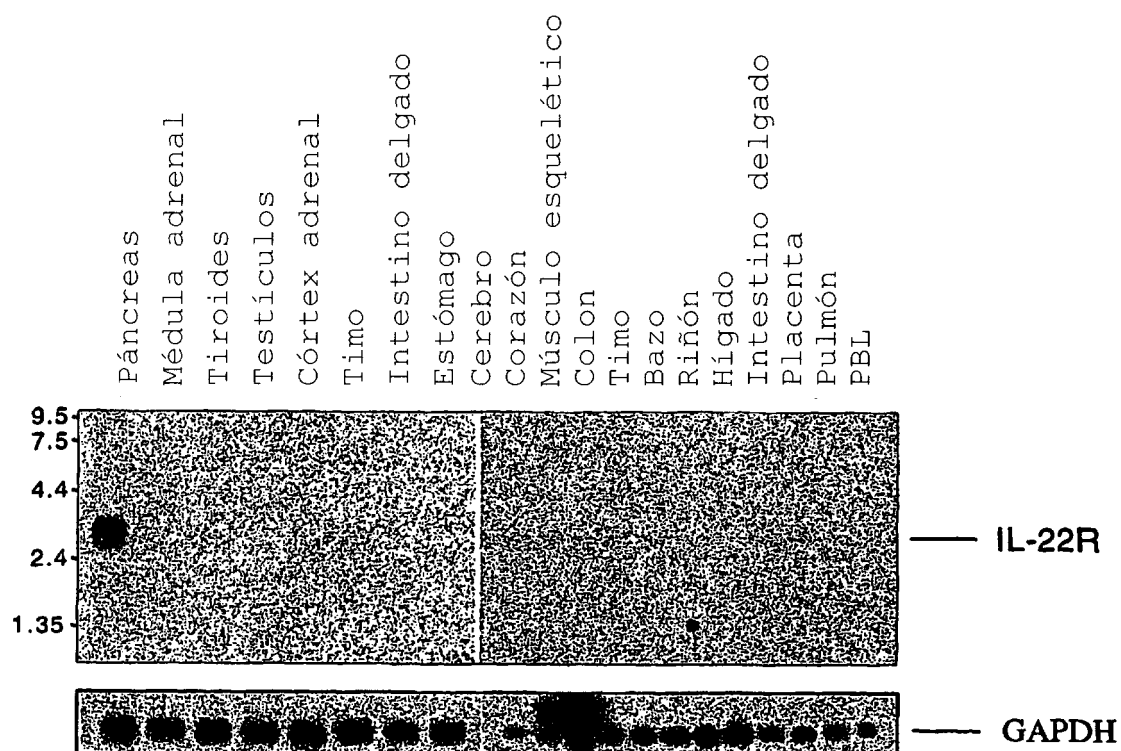 Páncreas
Médula adrenal
Tiroides
Testículos
Córtex adrenal
Timo
Intestino delgado
Estómago
Cerebro
Corazón
Músculo esquelético
Colon
Timo
Bazo
Riñón
Hígado
Intestino delgado
Placenta
Pulmón
PBL
9.5
7.5
4.4
2.4
1.35
IL-22R
GAPDH